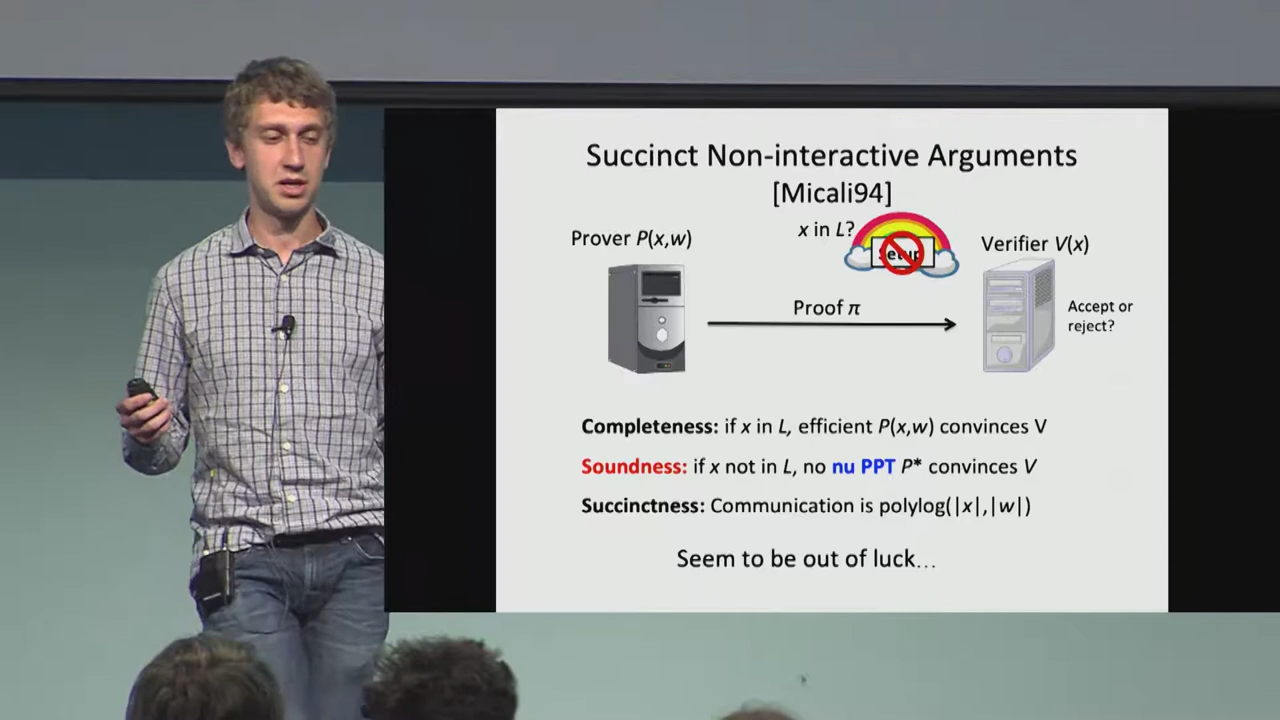 Succinct Non-interactive Arguments
[Micali94]
x in L?
Prover P(x,w)
Verifier V(x)
Setup
Proof π
Accept or
reject?
Completeness: if x in L, efficient P(x,w) convinces V
Soundness: if x not in L, no nu PPT P* convinces V
Succinctness: Communication is polylog(|x|,|w|)
Seem to be out of luck…